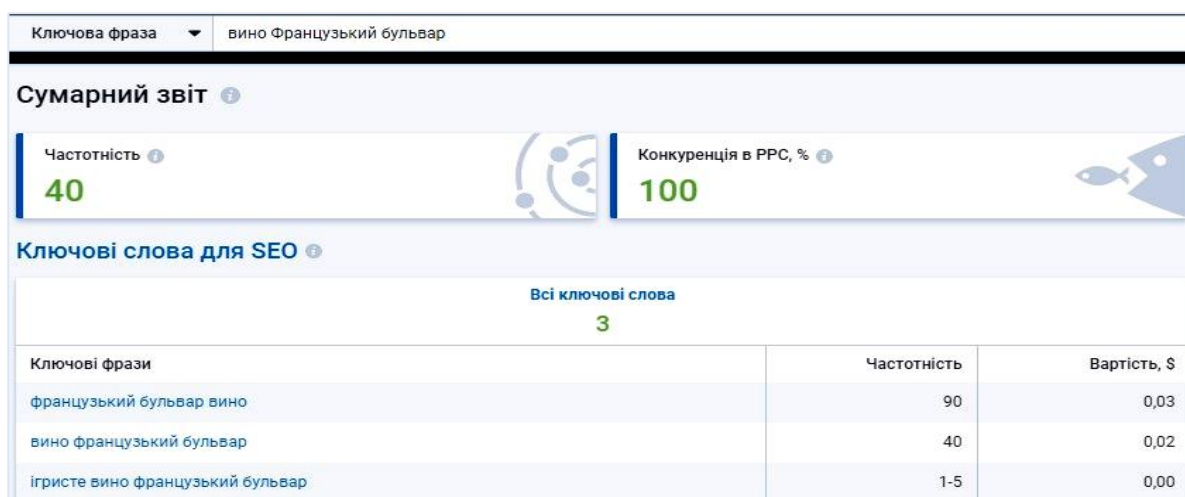 Ключова фраза вино Французький бульвар
Сумарний звіт
Частотність Конкуренція в PPC, %
40 100
Ключові слова для SEO
Всі ключові слова
3
Ключові фрази Частотність Вартість, $
французький бульвар вино 90 0,03
вино французький бульвар 40 0,02
ігристе вино французький бульвар 1-5 0,00